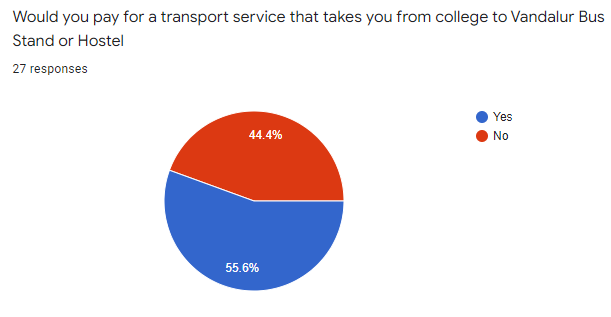 Would you pay for a transport service that takes you from college to Vandalur Bus
Stand or Hostel
27 responses
44.4%
55.6%
Yes
No